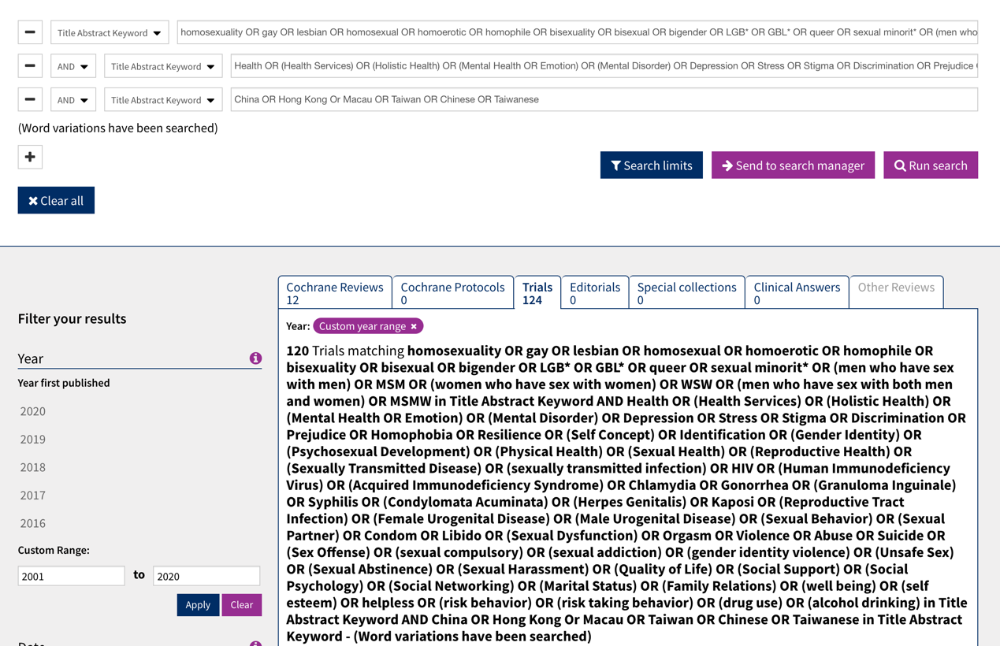 Title Abstract Keyword homosexuality OR gay OR lesbian OR homosexual OR homoerotic OR homophile OR bisexuality OR bisexual OR bigender OR LGB* OR GBL* OR queer OR sexual minorit* OR (men who
AND Title Abstract Keyword Health OR (Health Services) OR (Holistic Health) OR (Mental Health OR Emotion) OR (Mental Disorder) OR Depression OR Stress OR Stigma OR Discrimination OR Prejudice
AND Title Abstract Keyword China OR Hong Kong Or Macau OR Taiwan OR Chinese OR Taiwanese
(Word variations have been searched)
Search limits Send to search manager Run search
Clear all
Cochrane Reviews Cochrane Protocols Trials Editorials Special collections Clinical Answers Other Reviews
12 0 124 0 0 0
Filter your results
Year
Year first published
2020
2019
2018
2017
2016
Custom Range:
2001 to 2020
Apply Clear
Year: Custom year range ×
120 Trials matching homosexuality OR gay OR lesbian OR homosexual OR homoerotic OR homophile OR
bisexuality OR bisexual OR bigender OR LGB* OR GBL* OR queer OR sexual minorit* OR (men who have sex
with men) OR MSM OR (women who have sex with women) OR WSW OR (men who have sex with both men
and women) OR MSMW in Title Abstract Keyword AND Health OR (Health Services) OR (Holistic Health) OR
(Mental Health OR Emotion) OR (Mental Disorder) OR Depression OR Stress OR Stigma OR Discrimination OR
Prejudice OR Homophobia OR Resilience OR (Self Concept) OR Identification OR (Gender Identity) OR
(Psychosexual Development) OR (Physical Health) OR (Sexual Health) OR (Reproductive Health) OR
(Sexually Transmitted Disease) OR (sexually transmitted infection) OR HIV OR (Human Immunodeficiency
Virus) OR (Acquired Immunodeficiency Syndrome) OR Chlamydia OR Gonorrhea OR (Granuloma Inguinale)
OR Syphilis OR (Condylomata Acuminata) OR (Herpes Genitalis) OR Kaposi OR (Reproductive Tract
Infection) OR (Female Urogenital Disease) OR (Male Urogenital Disease) OR (Sexual Behavior) OR (Sexual
Partner) OR Condom OR Libido OR (Sexual Dysfunction) OR Orgasm OR Violence OR Abuse OR Suicide OR
(Sex Offense) OR (sexual compulsory) OR (sexual addiction) OR (gender identity violence) OR (Unsafe Sex)
OR (Sexual Abstinence) OR (Sexual Harassment) OR (Quality of Life) OR (Social Support) OR (Social
Psychology) OR (Social Networking) OR (Marital Status) OR (Family Relations) OR (well being) OR (self
esteem) OR helpless OR (risk behavior) OR (risk taking behavior) OR (drug use) OR (alcohol drinking) in Title
Abstract Keyword AND China OR Hong Kong Or Macau OR Taiwan OR Chinese OR Taiwanese in Title Abstract
Keyword - (Word variations have been searched)